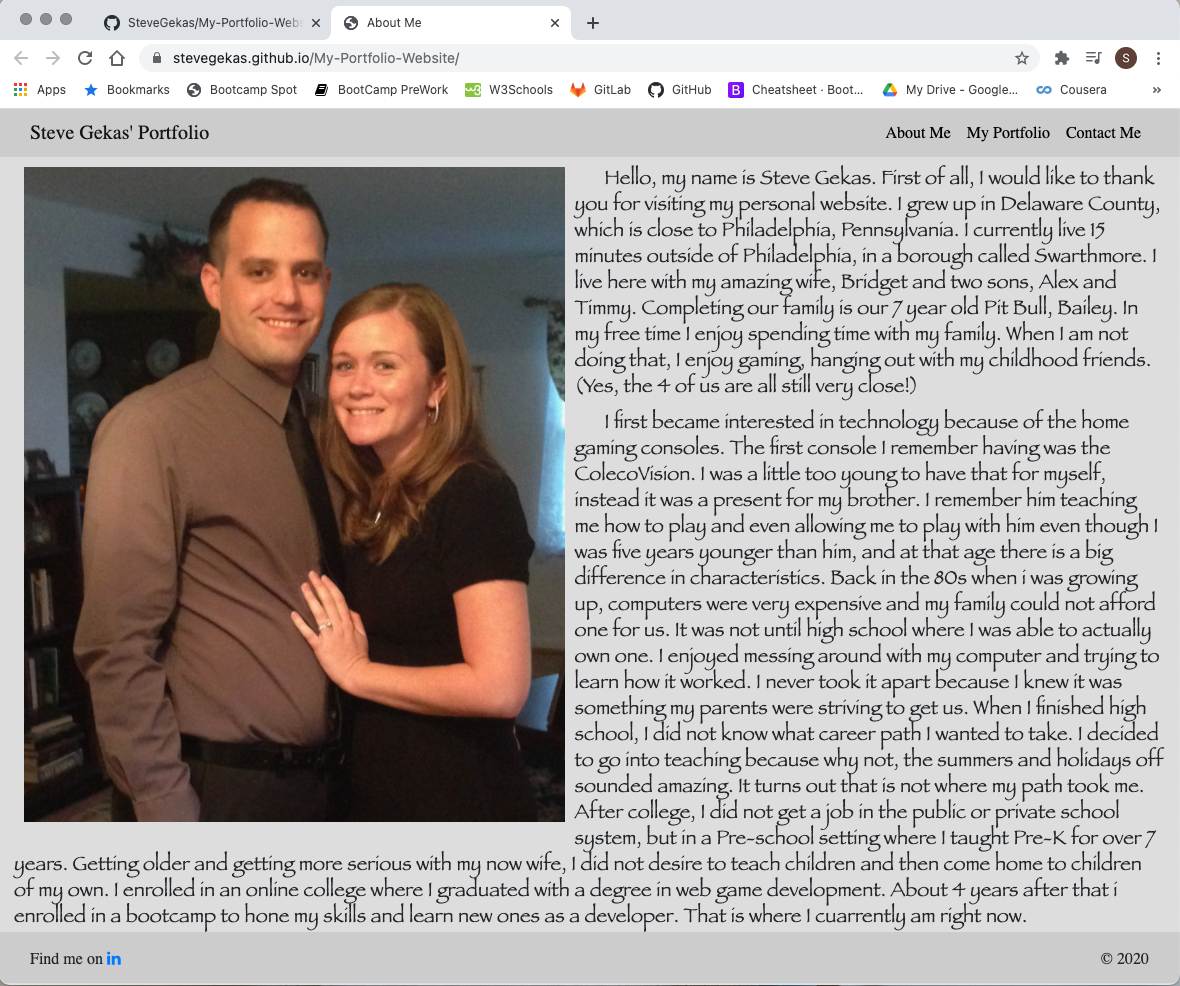 SteveGekas/My-Portfolio-Webs
About Me
stevegekas.github.io/My-Portfolio-Website/
S
Apps Bookmarks Bootcamp Spot BootCamp PreWork W3Schools GitLab GitHub B Cheatsheet · Boot... My Drive - Google... Cousera »
Steve Gekas' Portfolio
About Me My Portfolio Contact Me
Hello, my name is Steve Gekas. First of all, I would like to thank
you for visiting my personal website. I grew up in Delaware County,
which is close to Philadelphia, Pennsylvania. I currently live 15
minutes outside of Philadelphia, in a borough called Swarthmore. I
live here with my amazing wife, Bridget and two sons, Alex and
Timmy. Completing our family is our 7 year old Pit Bull, Bailey. In
my free time I enjoy spending time with my family. When I am not
doing that, I enjoy gaming, hanging out with my childhood friends.
(Yes, the 4 of us are all still very close!)
I first became interested in technology because of the home
gaming consoles. The first console I remember having was the
ColecoVision. I was a little too young to have that for myself,
instead it was a present for my brother. I remember him teaching
me how to play and even allowing me to play with him even though I
was five years younger than him, and at that age there is a big
difference in characteristics. Back in the 80s when i was growing
up, computers were very expensive and my family could not afford
one for us. It was not until high school where I was able to actually
own one. I enjoyed messing around with my computer and trying to
learn how it worked. I never took it apart because I knew it was
something my parents were striving to get us. When I finished high
school, I did not know what career path I wanted to take. I decided
to go into teaching because why not, the summers and holidays off
sounded amazing. It turns out that is not where my path took me.
After college, I did not get a job in the public or private school
system, but in a Pre-school setting where I taught Pre-K for over 7
years. Getting older and getting more serious with my now wife, I did not desire to teach children and then come home to children
of my own. I enrolled in an online college where I graduated with a degree in web game development. About 4 years after that i
enrolled in a bootcamp to hone my skills and learn new ones as a developer. That is where I cuarrently am right now.
Find me on in
© 2020